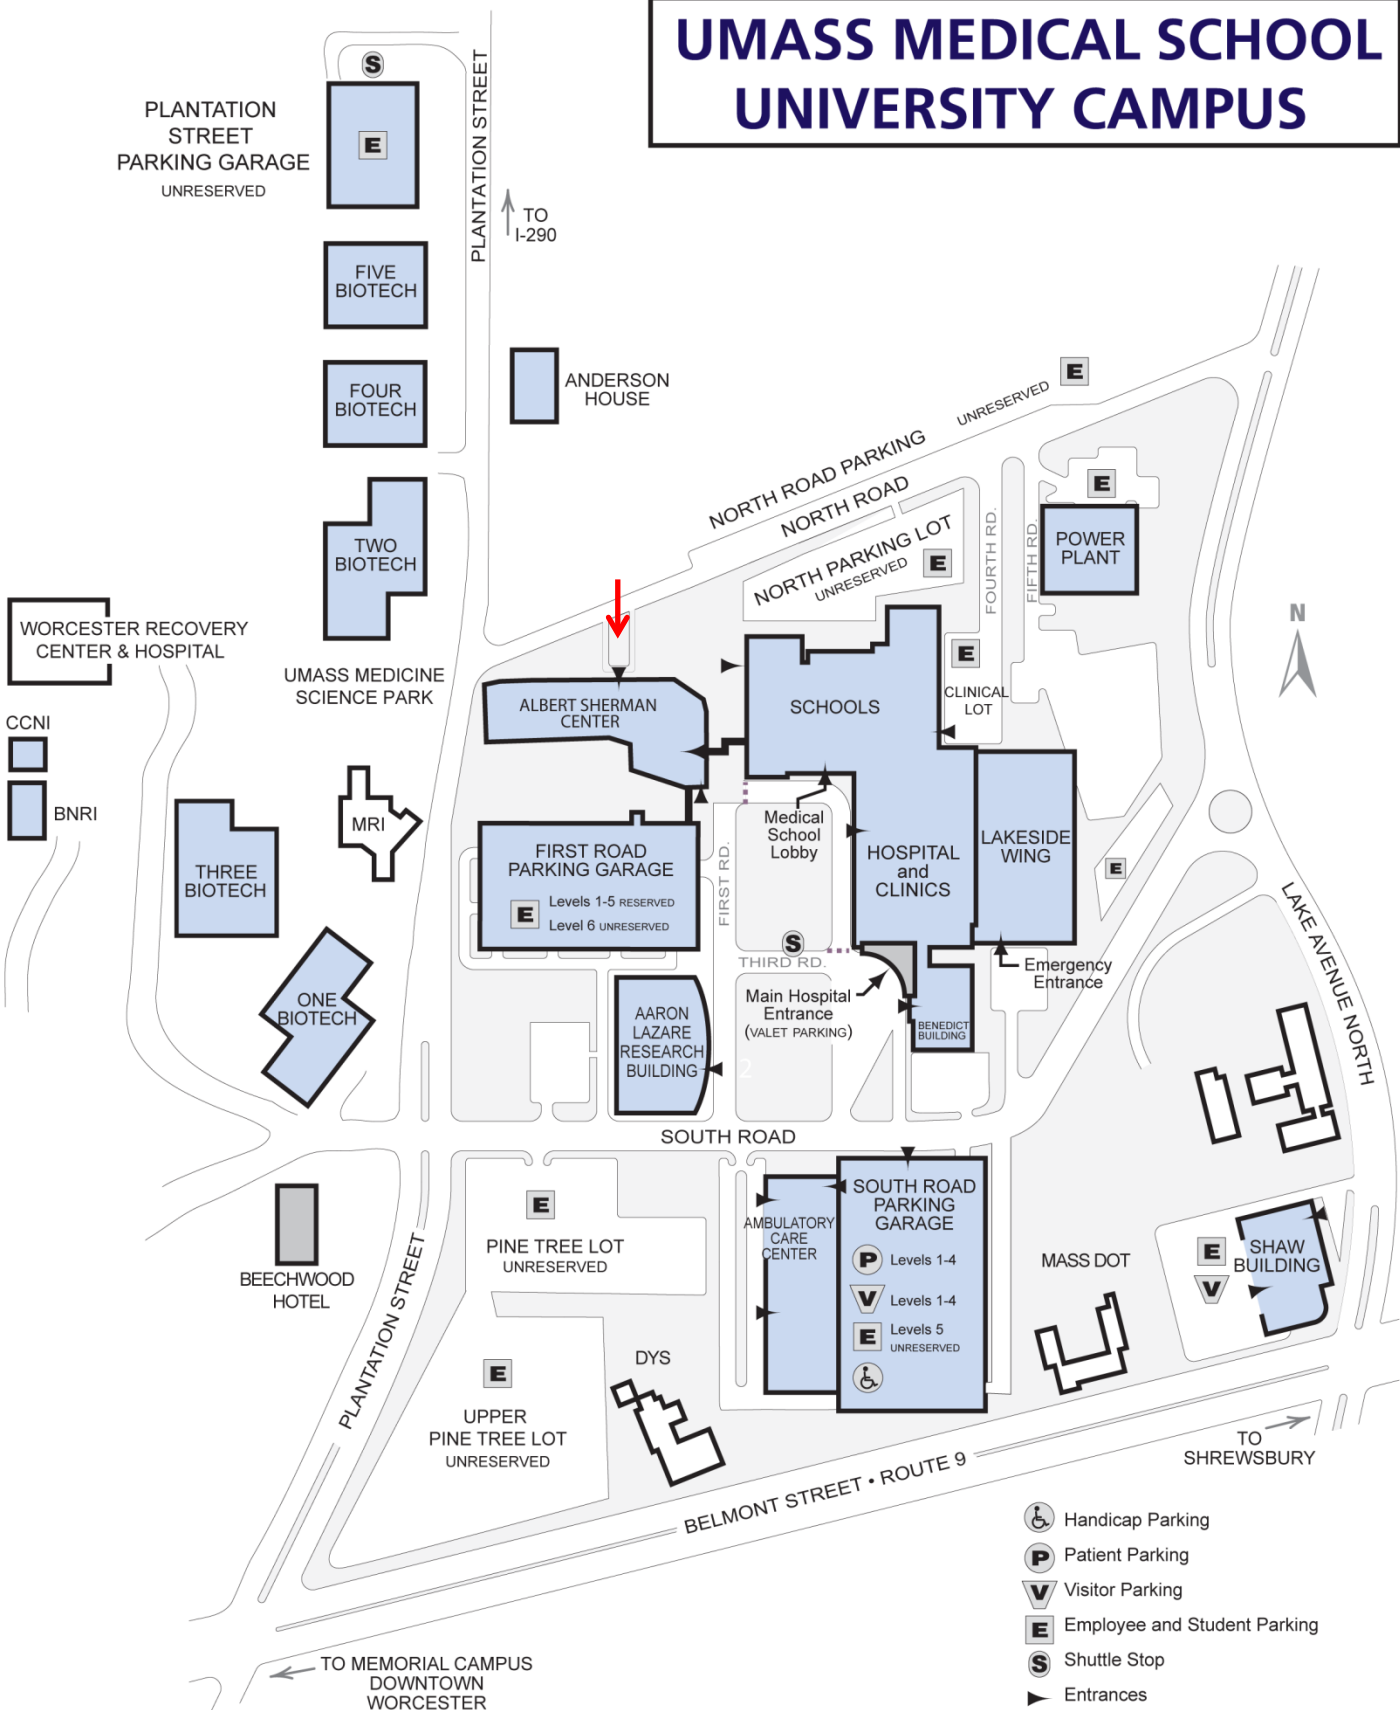 UMASS MEDICAL SCHOOL
UNIVERSITY CAMPUS
S
PLANTATION
STREET
PARKING GARAGE
UNRESERVED
E
PLANTATION STREET
TO
I-290
FIVE
BIOTECH
FOUR
BIOTECH
ANDERSON
HOUSE
E
UNRESERVED
NORTH ROAD PARKING
NORTH ROAD
NORTH PARKING LOT
UNRESERVED
E
FOURTH RD.
FIFTH RD.
E
POWER
PLANT
TWO
BIOTECH
WORCESTER RECOVERY
CENTER & HOSPITAL
UMASS MEDICINE
SCIENCE PARK
N
CCNI
BNRI
ALBERT SHERMAN
CENTER
SCHOOLS
E
CLINICAL
LOT
MRI
THREE
BIOTECH
FIRST ROAD
PARKING GARAGE
E
Levels 1-5 RESERVED
Level 6 UNRESERVED
FIRST RD.
Medical
School
Lobby
HOSPITAL
and
CLINICS
LAKESIDE
WING
E
LAKE AVENUE NORTH
S
THIRD RD.
Main Hospital
Entrance
(VALET PARKING)
Emergency
Entrance
BENEDICT
BUILDING
ONE
BIOTECH
AARON
LAZARE
RESEARCH
BUILDING
2
SOUTH ROAD
E
PINE TREE LOT
UNRESERVED
BEECHWOOD
HOTEL
PLANTATION STREET
AMBULATORY
CARE
CENTER
SOUTH ROAD
PARKING
GARAGE
P Levels 1-4
V Levels 1-4
E Levels 5
UNRESERVED
MASS DOT
E
V
SHAW
BUILDING
DYS
E
UPPER
PINE TREE LOT
UNRESERVED
BELMONT STREET • ROUTE 9
TO
SHREWSBURY
TO MEMORIAL CAMPUS
DOWNTOWN
WORCESTER
Handicap Parking
P Patient Parking
V Visitor Parking
E Employee and Student Parking
S Shuttle Stop
Entrances